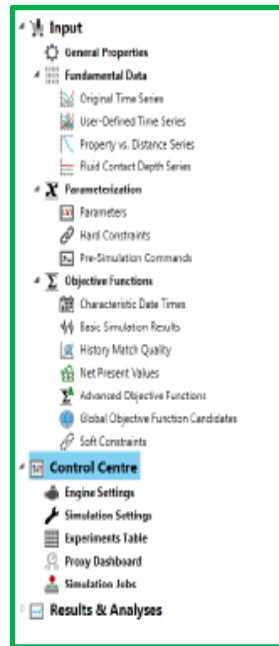 Input
General Properties
Fundamental Data
Original Time Series
User-Defined Time Series
Property vs. Distance Series
Fluid Contact Depth Series
Parameterization
Parameters
Hard Constraints
Pre-Simulation Commands
Objective Functions
Characteristic Date Times
Basic Simulation Results
History Match Quality
Net Present Values
Advanced Objective Functions
Global Objective Function Candidates
Soft Constraints
Control Centre
Engine Settings
Simulation Settings
Experiments Table
Proxy Dashboard
Simulation Jobs
Results & Analyses